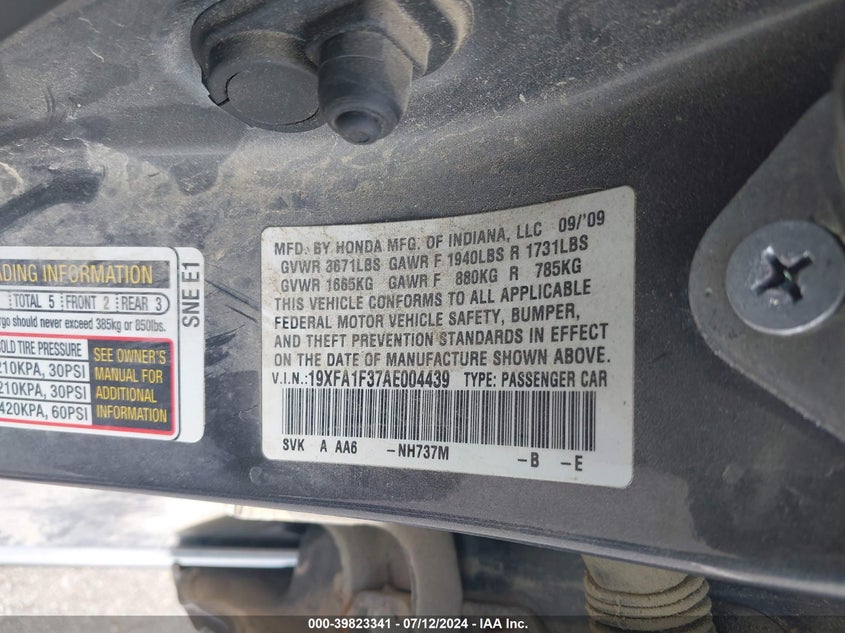 ADING INFORMATION
TOTAL 5 FRONT 2 REAR 3
rgo should never exceed 385kg or 850lbs.
OLD TIRE PRESSURE
210KPA, 30PSI
210KPA, 30PSI
420KPA, 60PSI
SEE OWNER'S
MANUAL FOR
ADDITIONAL
INFORMATION
SNE E1
MFD. BY HONDA MFG. OF INDIANA, LLC 09/'09
GVWR 3671LBS GAWR F 1940LBS R 1731LBS
GVWR 1665KG GAWR F 880KG R 785KG
THIS VEHICLE CONFORMS TO ALL APPLICABLE
FEDERAL MOTOR VEHICLE SAFETY, BUMPER,
AND THEFT PREVENTION STANDARDS IN EFFECT
ON THE DATE OF MANUFACTURE SHOWN ABOVE.
V.I.N.:19XFA1F37AE004439 TYPE: PASSENGER CAR
SVK A AA6 -NH737M -B -E
000-39823341 - 07/12/2024 - IAA Inc.